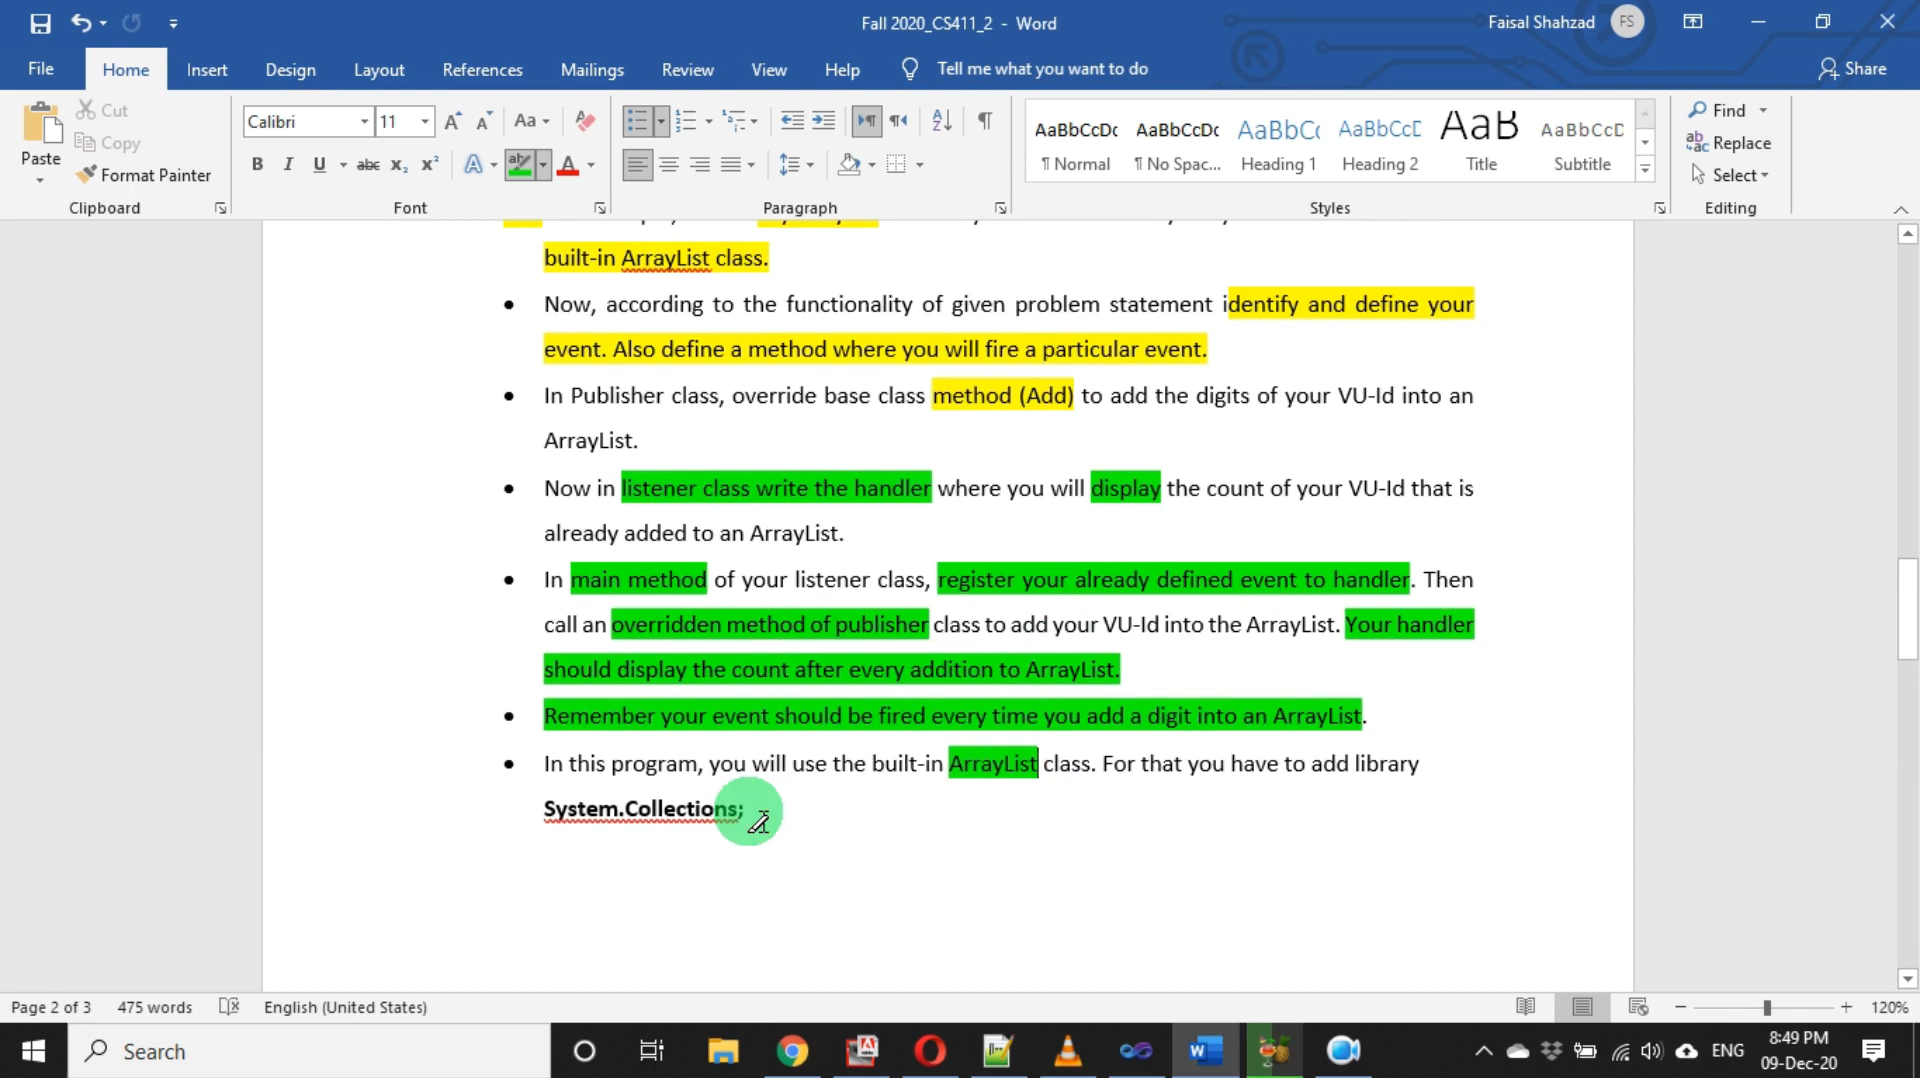 Fall 2020_CS411_2 - Word
Faisal Shahzad
FS
File
Home
Insert
Design
Layout
References
Mailings
Review
View
Help
Tell me what you want to do
Share
Paste
Cut
Copy
Format Painter
Clipboard
Calibri
11
Font
Paragraph
AaBbCcDc
¶ Normal
AaBbCcDc
¶ No Spac...
AaBbC
Heading 1
AaBbCcD
Heading 2
AaB
Title
AaBbCcD
Subtitle
Styles
Find
Replace
Select
Editing
built-in ArrayList class.
• Now, according to the functionality of given problem statement identify and define your
event. Also define a method where you will fire a particular event.
• In Publisher class, override base class method (Add) to add the digits of your VU-Id into an
ArrayList.
• Now in listener class write the handler where you will display the count of your VU-Id that is
already added to an ArrayList.
• In main method of your listener class, register your already defined event to handler. Then
call an overridden method of publisher class to add your VU-Id into the ArrayList. Your handler
should display the count after every addition to ArrayList.
• Remember your event should be fired every time you add a digit into an ArrayList.
• In this program, you will use the built-in ArrayList class. For that you have to add library
System.Collections;
Page 2 of 3
475 words
English (United States)
120%
Search
ENG
8:49 PM
09-Dec-20